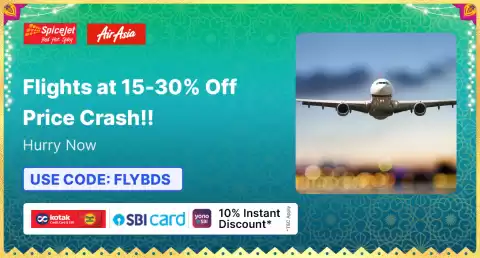 SpiceJet
Red. Hot. Spicy.
AirAsia
Flights at 15-30% Off
Price Crash!!
Hurry Now
USE CODE: FLYBDS
kotak
SBI card
yono
SBI
10% Instant
Discount*
*T&C Apply